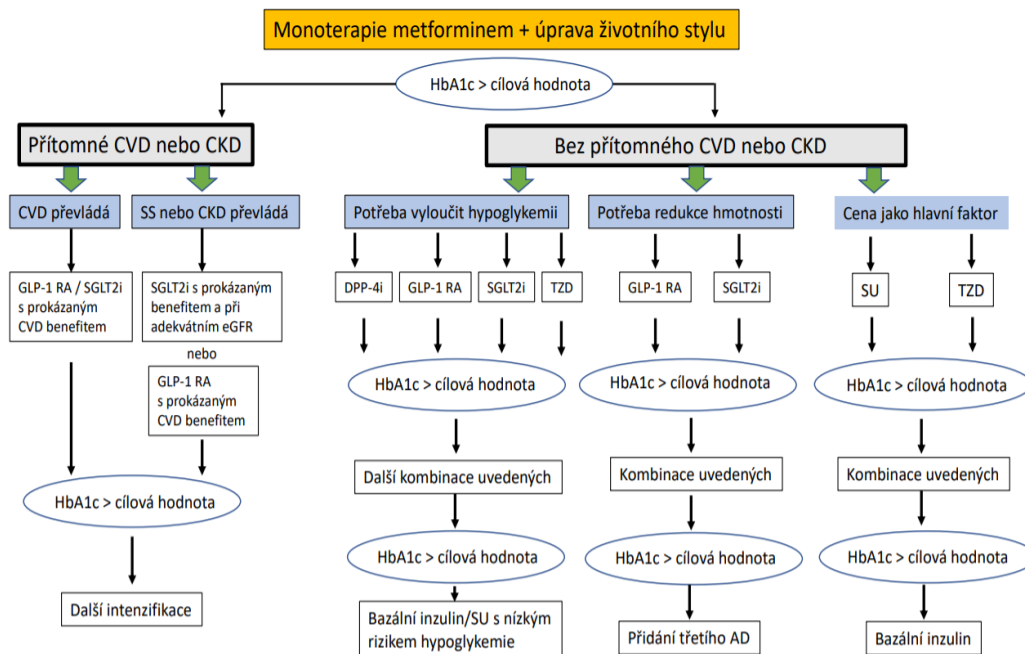 Monoterapie metforminem + úprava životního stylu
HbA1c > cílová hodnota
Přítomné CVD nebo CKD
Bez přítomného CVD nebo CKD
CVD převládá
SS nebo CKD převládá
Potřeba vyloučit hypoglykemii
Potřeba redukce hmotnosti
Cena jako hlavní faktor
GLP-1 RA / SGLT2i
s prokázaným
CVD benefitem
SGLT2i s prokázaným
benefitem a při
adekvátním eGFR
nebo
GLP-1 RA
s prokázaným
CVD benefitem
DPP-4i
GLP-1 RA
SGLT2i
TZD
GLP-1 RA
SGLT2i
SU
TZD
HbA1c > cílová hodnota
HbA1c > cílová hodnota
HbA1c > cílová hodnota
Další kombinace uvedených
Kombinace uvedených
Kombinace uvedených
HbA1c > cílová hodnota
HbA1c > cílová hodnota
HbA1c > cílová hodnota
HbA1c > cílová hodnota
Další intenzifikace
Bazální inzulin/SU s nízkým
rizikem hypoglykemie
Přidání třetího AD
Bazální inzulin